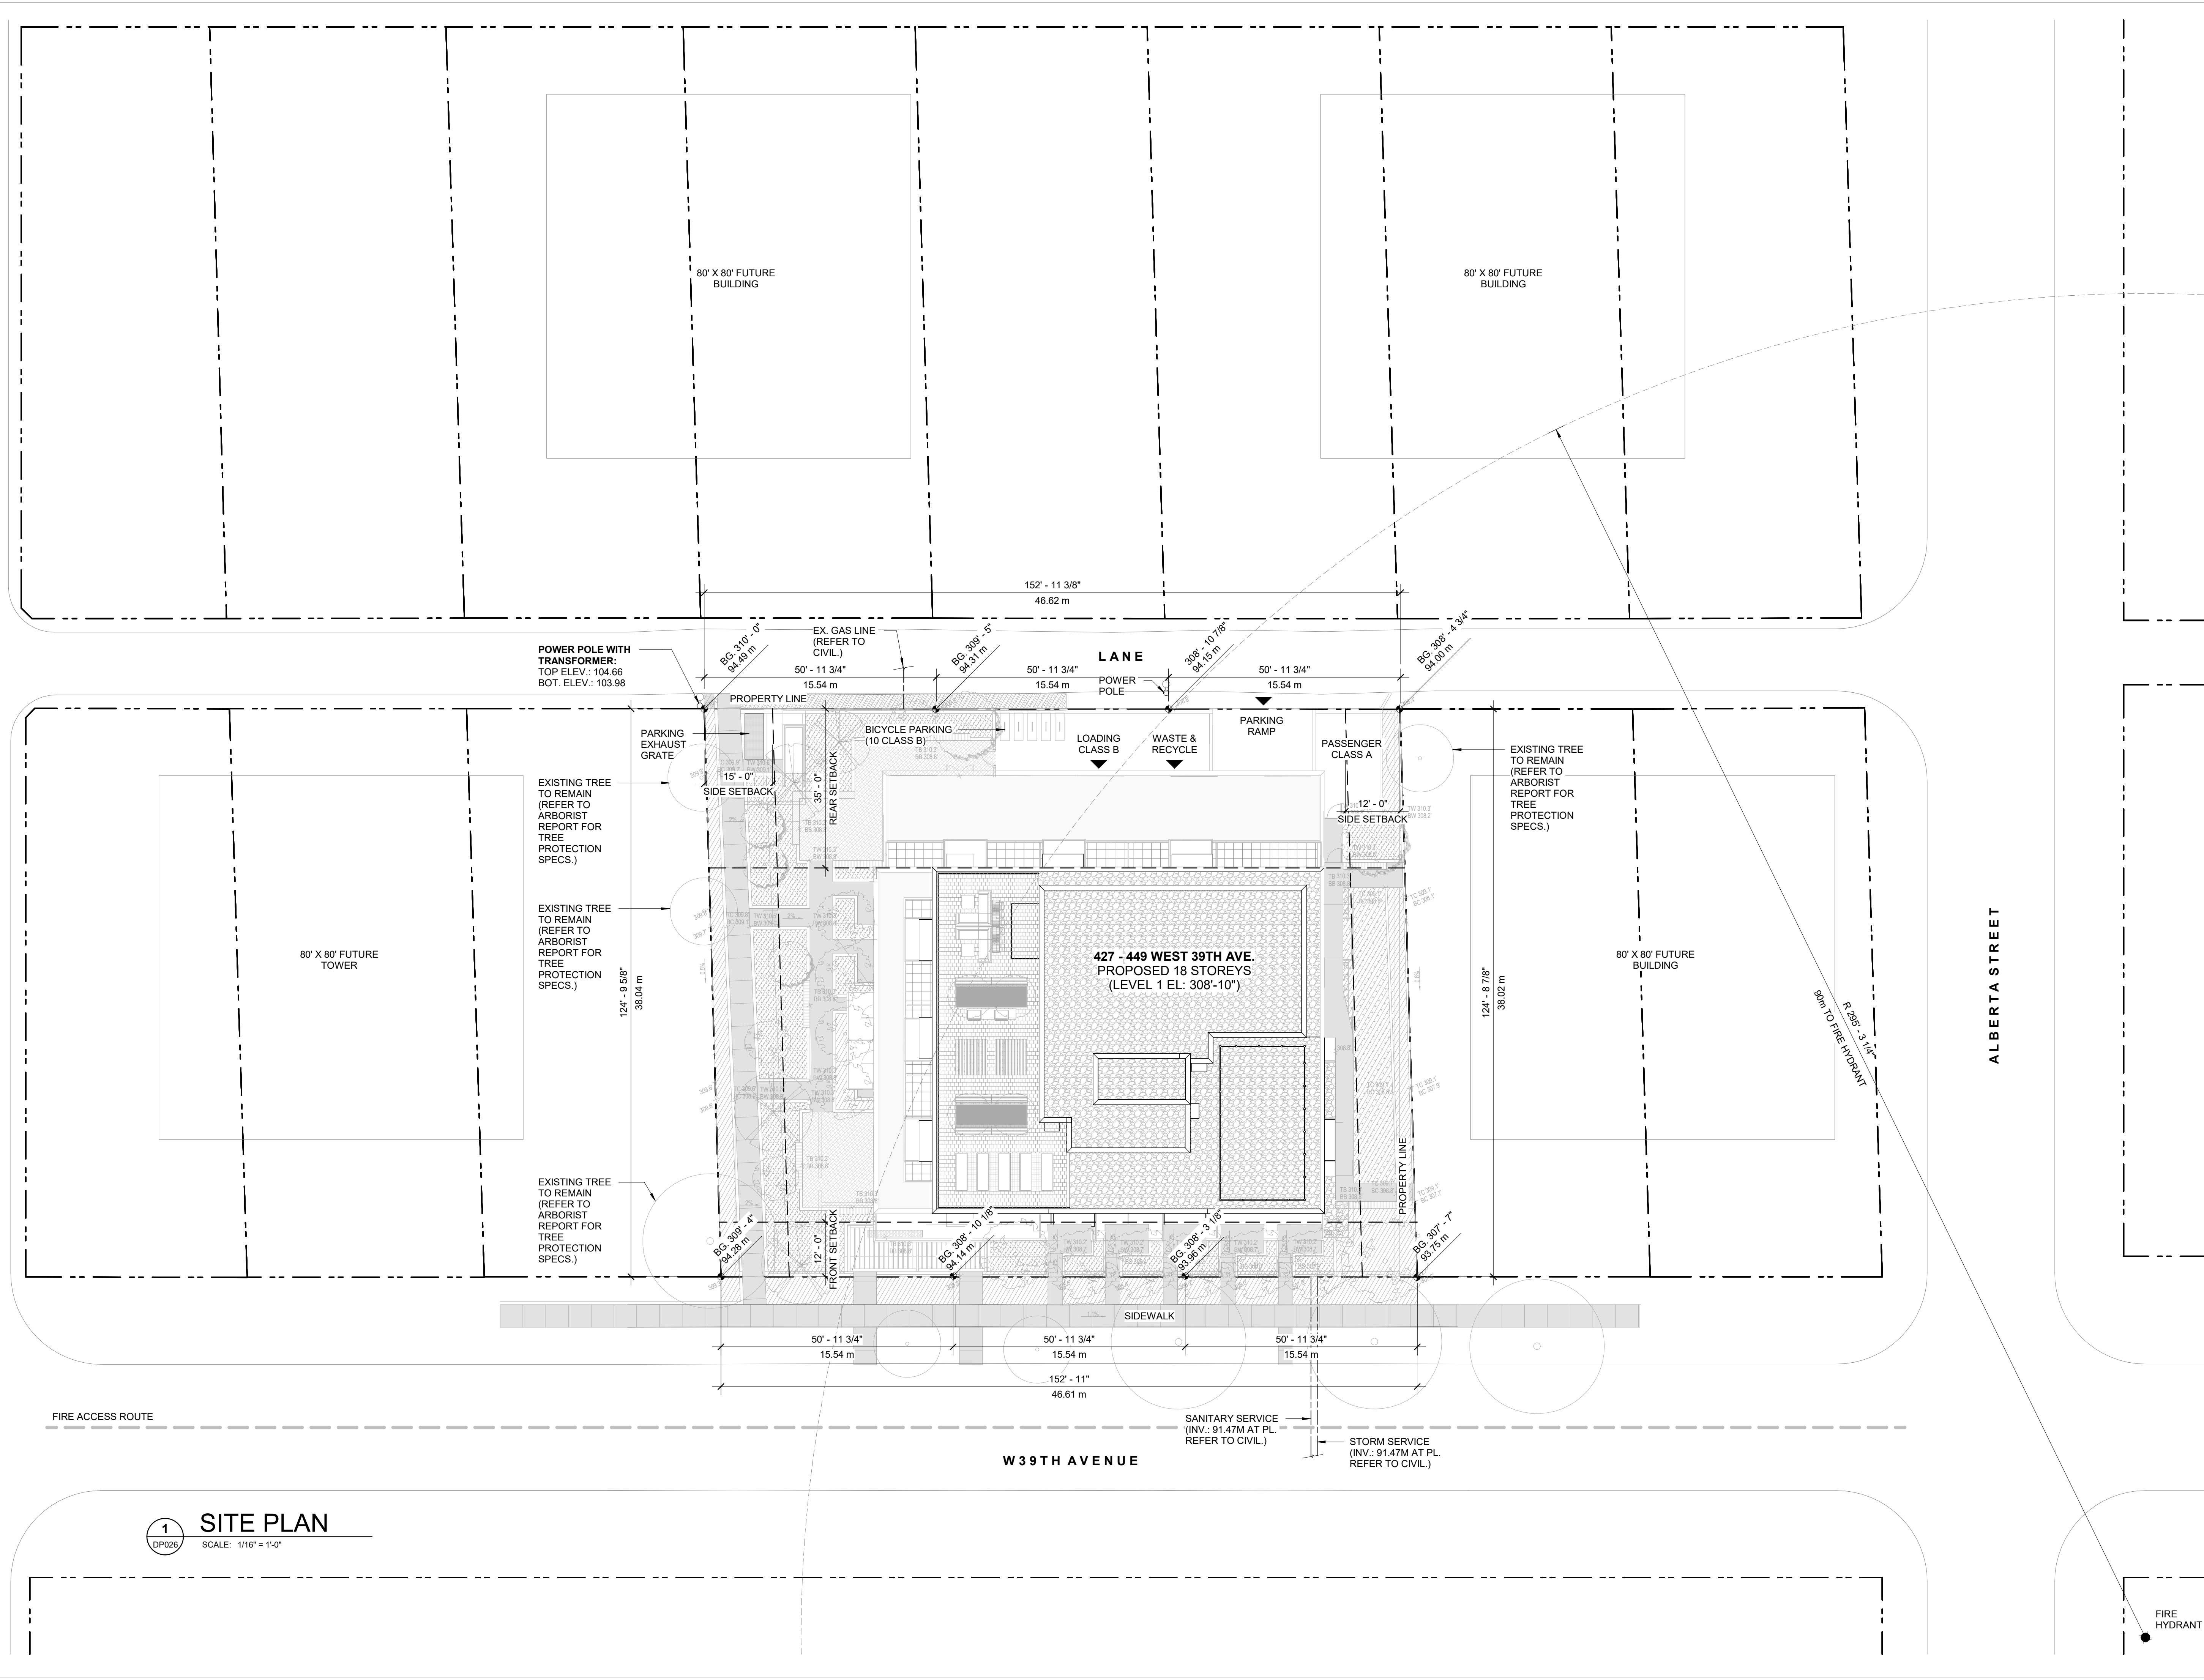 80' X 80' FUTURE
BUILDING
80' X 80' FUTURE
BUILDING
152' - 11 3/8"
46.62 m
POWER POLE WITH
TRANSFORMER:
TOP ELEV.: 104.66
BOT. ELEV.: 103.98
BG. 310' - 0"
94.49 m
EX. GAS LINE
(REFER TO
CIVIL.)
BG. 309' - 5"
94.31 m
LANE
308' - 10 7/8"
94.15 m
BG. 308' - 4 3/4"
94.00 m
50' - 11 3/4"
15.54 m
50' - 11 3/4"
15.54 m
50' - 11 3/4"
15.54 m
POWER
POLE
PROPERTY LINE
PARKING
EXHAUST
GRATE
BICYCLE PARKING
(10 CLASS B)
LOADING
CLASS B
WASTE &
RECYCLE
PARKING
RAMP
PASSENGER
CLASS A
EXISTING TREE
TO REMAIN
(REFER TO
ARBORIST
REPORT FOR
TREE
PROTECTION
SPECS.)
EXISTING TREE
TO REMAIN
(REFER TO
ARBORIST
REPORT FOR
TREE
PROTECTION
SPECS.)
15' - 0"
SIDE SETBACK
35' - 0"
REAR SETBACK
12' - 0"
SIDE SETBACK
EXISTING TREE
TO REMAIN
(REFER TO
ARBORIST
REPORT FOR
TREE
PROTECTION
SPECS.)
80' X 80' FUTURE
TOWER
124' - 9 5/8"
38.04 m
427 - 449 WEST 39TH AVE.
PROPOSED 18 STOREYS
(LEVEL 1 EL: 308'-10")
124' - 8 7/8"
38.02 m
80' X 80' FUTURE
BUILDING
R 295' - 3 1/4"
90m TO FIRE HYDRANT
ALBERTA STREET
PROPERTY LINE
EXISTING TREE
TO REMAIN
(REFER TO
ARBORIST
REPORT FOR
TREE
PROTECTION
SPECS.)
BG. 309' - 4"
94.28 m
12' - 0"
FRONT SETBACK
BG. 308' - 10 1/8"
94.14 m
BG. 308' - 3 1/8"
93.96 m
BG. 307' - 7"
93.75 m
SIDEWALK
50' - 11 3/4"
15.54 m
50' - 11 3/4"
15.54 m
50' - 11 3/4"
15.54 m
152' - 11"
46.61 m
FIRE ACCESS ROUTE
SANITARY SERVICE
(INV.: 91.47M AT PL.
REFER TO CIVIL.)
STORM SERVICE
(INV.: 91.47M AT PL.
REFER TO CIVIL.)
W 39TH AVENUE
1
DP026
SITE PLAN
SCALE: 1/16" = 1'-0"
FIRE
HYDRANT